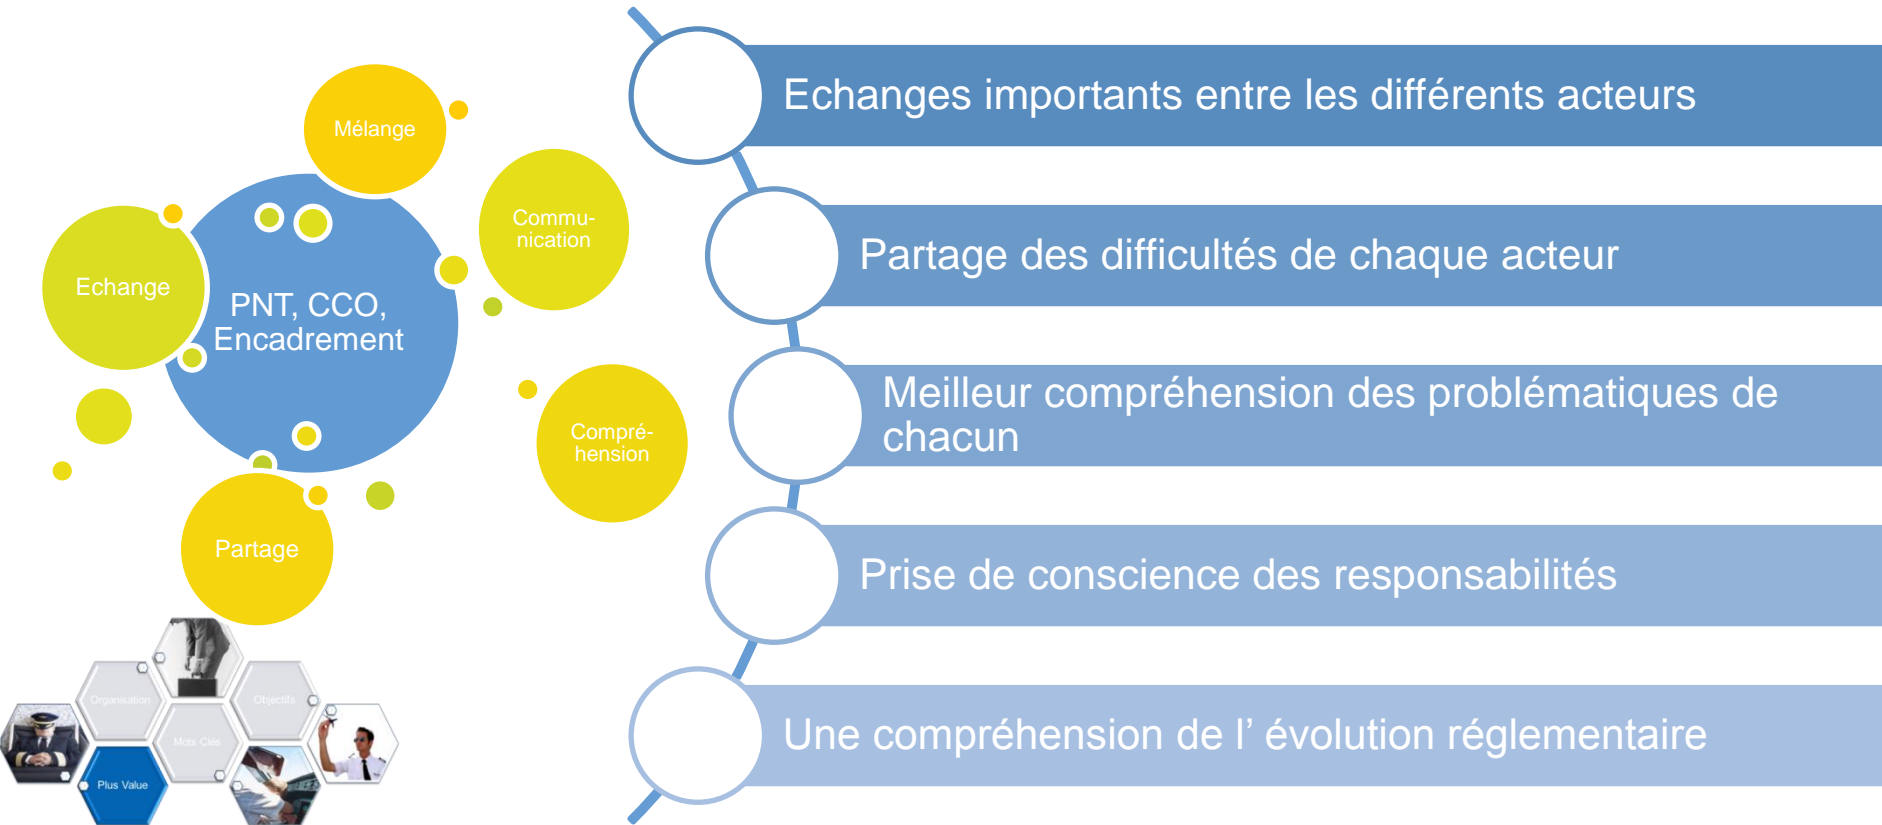 Mélange
Commu-
nication
Echange
PNT, CCO,
Encadrement
Compré-
hension
Partage
Echanges importants entre les différents acteurs
Partage des difficultés de chaque acteur
Meilleur compréhension des problématiques de
chacun
Prise de conscience des responsabilités
Une compréhension de l’ évolution réglementaire
Organisation
Objectifs
Mots Clés
Plus Value